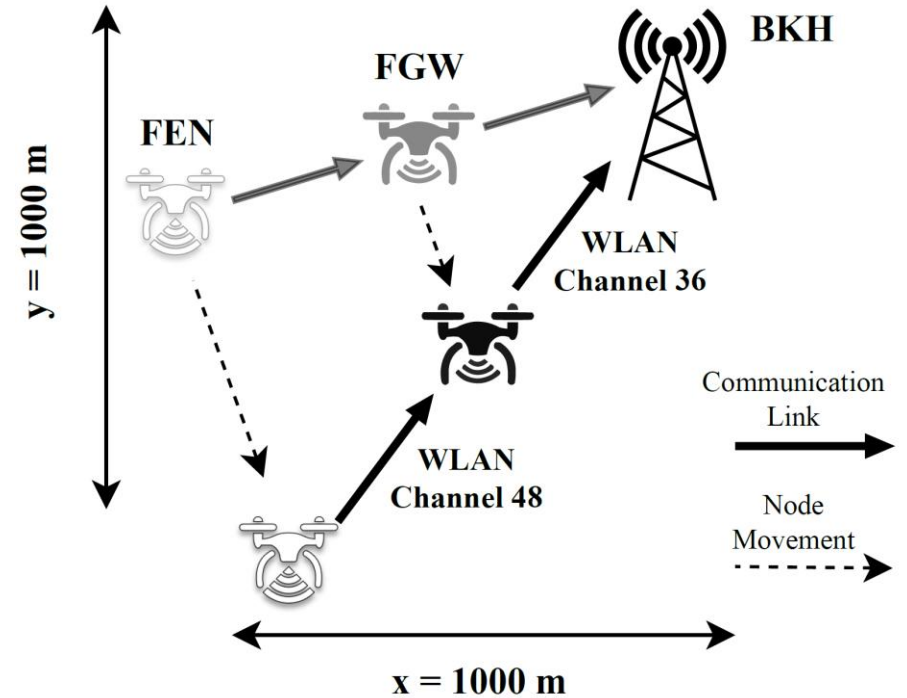 BKH
FGW
FEN
y = 1000 m
WLAN
Channel 36
Communication
Link
WLAN
Channel 48
Node
Movement
x = 1000 m